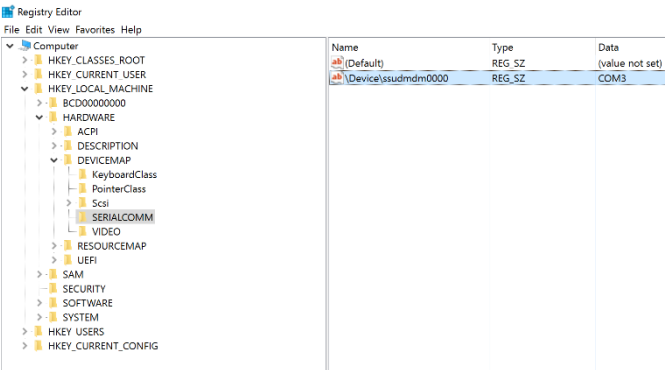 Registry Editor
File Edit View Favorites Help
Computer
HKEY_CLASSES_ROOT
HKEY_CURRENT_USER
HKEY_LOCAL_MACHINE
BCD00000000
HARDWARE
ACPI
DESCRIPTION
DEVICEMAP
KeyboardClass
PointerClass
Scsi
SERIALCOMM
VIDEO
RESOURCEMAP
UEFI
SAM
SECURITY
SOFTWARE
SYSTEM
HKEY_USERS
HKEY_CURRENT_CONFIG
Name Type Data
ab (Default) REG_SZ (value not set)
ab \Device\ssudmdm0000 REG_SZ COM3